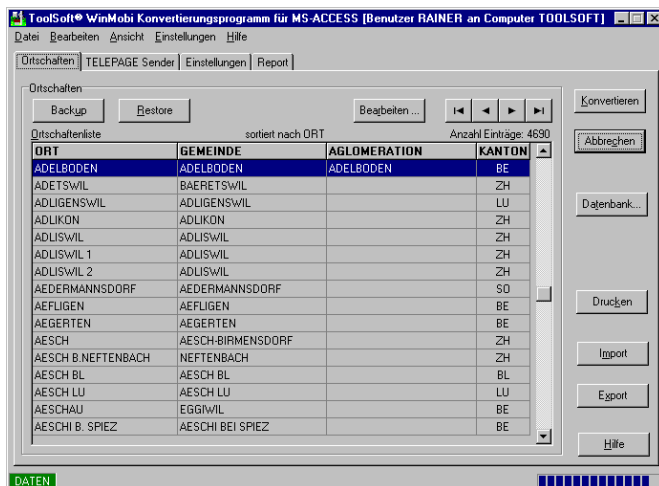 ToolSoft® WinMobi Konvertierungsprogramm für MS-ACCESS [Benutzer RAINER an Computer TOOLSOFT]
Datei Bearbeiten Ansicht Einstellungen Hilfe
Ortschaften TELEPAGE Sender Einstellungen Report
Ortschaften
Backup Restore Bearbeiten ... Konvertieren
Ortschaftenliste sortiert nach ORT Anzahl Einträge: 4690 Abbrechen
ORT GEMEINDE AGLOMERATION KANTON
ADELBODEN ADELBODEN ADELBODEN BE
ADETSWIL BAERETSWIL ZH
ADLIGENSWIL ADLIGENSWIL LU Datenbank...
ADLIKON ADLIKON ZH
ADLISWIL ADLISWIL ZH
ADLISWIL 1 ADLISWIL ZH
ADLISWIL 2 ADLISWIL ZH
AEDERMANNSDORF AEDERMANNSDORF SO
AEFLIGEN AEFLIGEN BE Drucken
AEGERTEN AEGERTEN BE
AESCH AESCH-BIRMENSDORF ZH
AESCH B.NEFTENBACH NEFTENBACH ZH Import
AESCH BL AESCH BL BL
AESCH LU AESCH LU LU Export
AESCHAU EGGIWIL BE
AESCHI B. SPIEZ AESCHI BEI SPIEZ BE
Hilfe
DATEN